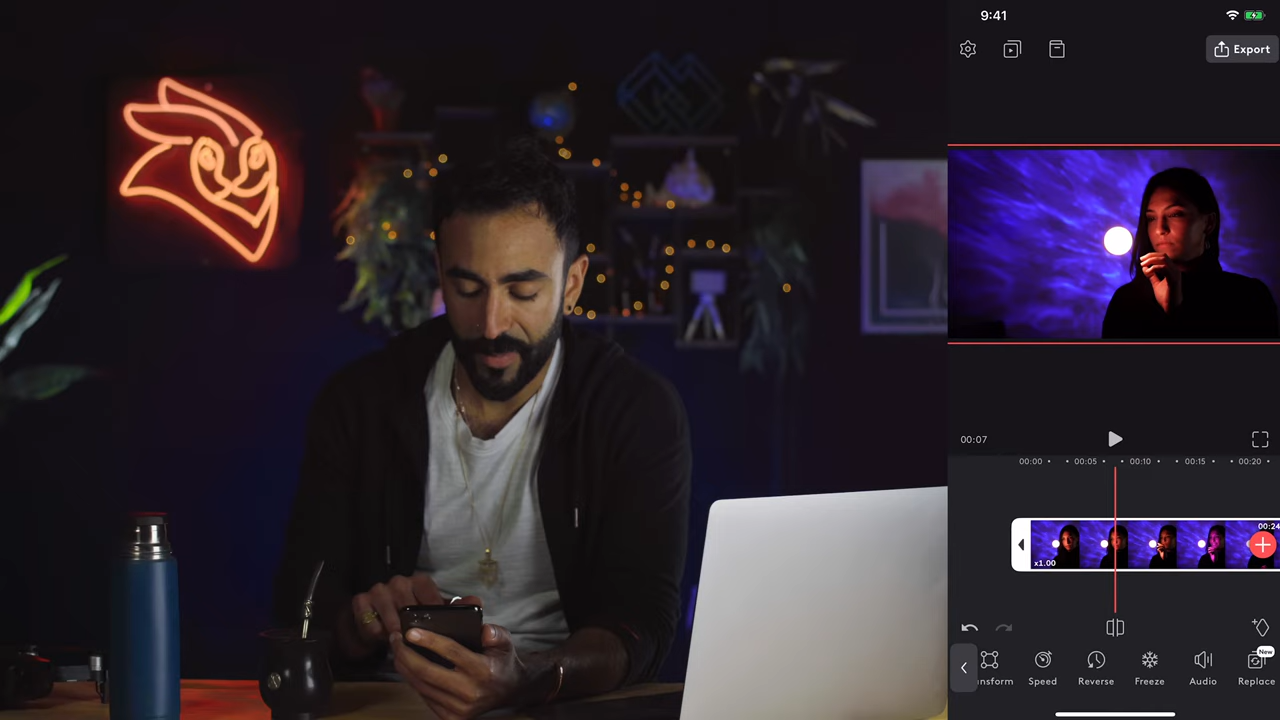 9:41
Export
00:07
00:00
00:05
00:10
00:15
00:20
00:24
x1.00
New
nsform
Speed
Reverse
Freeze
Audio
Replace